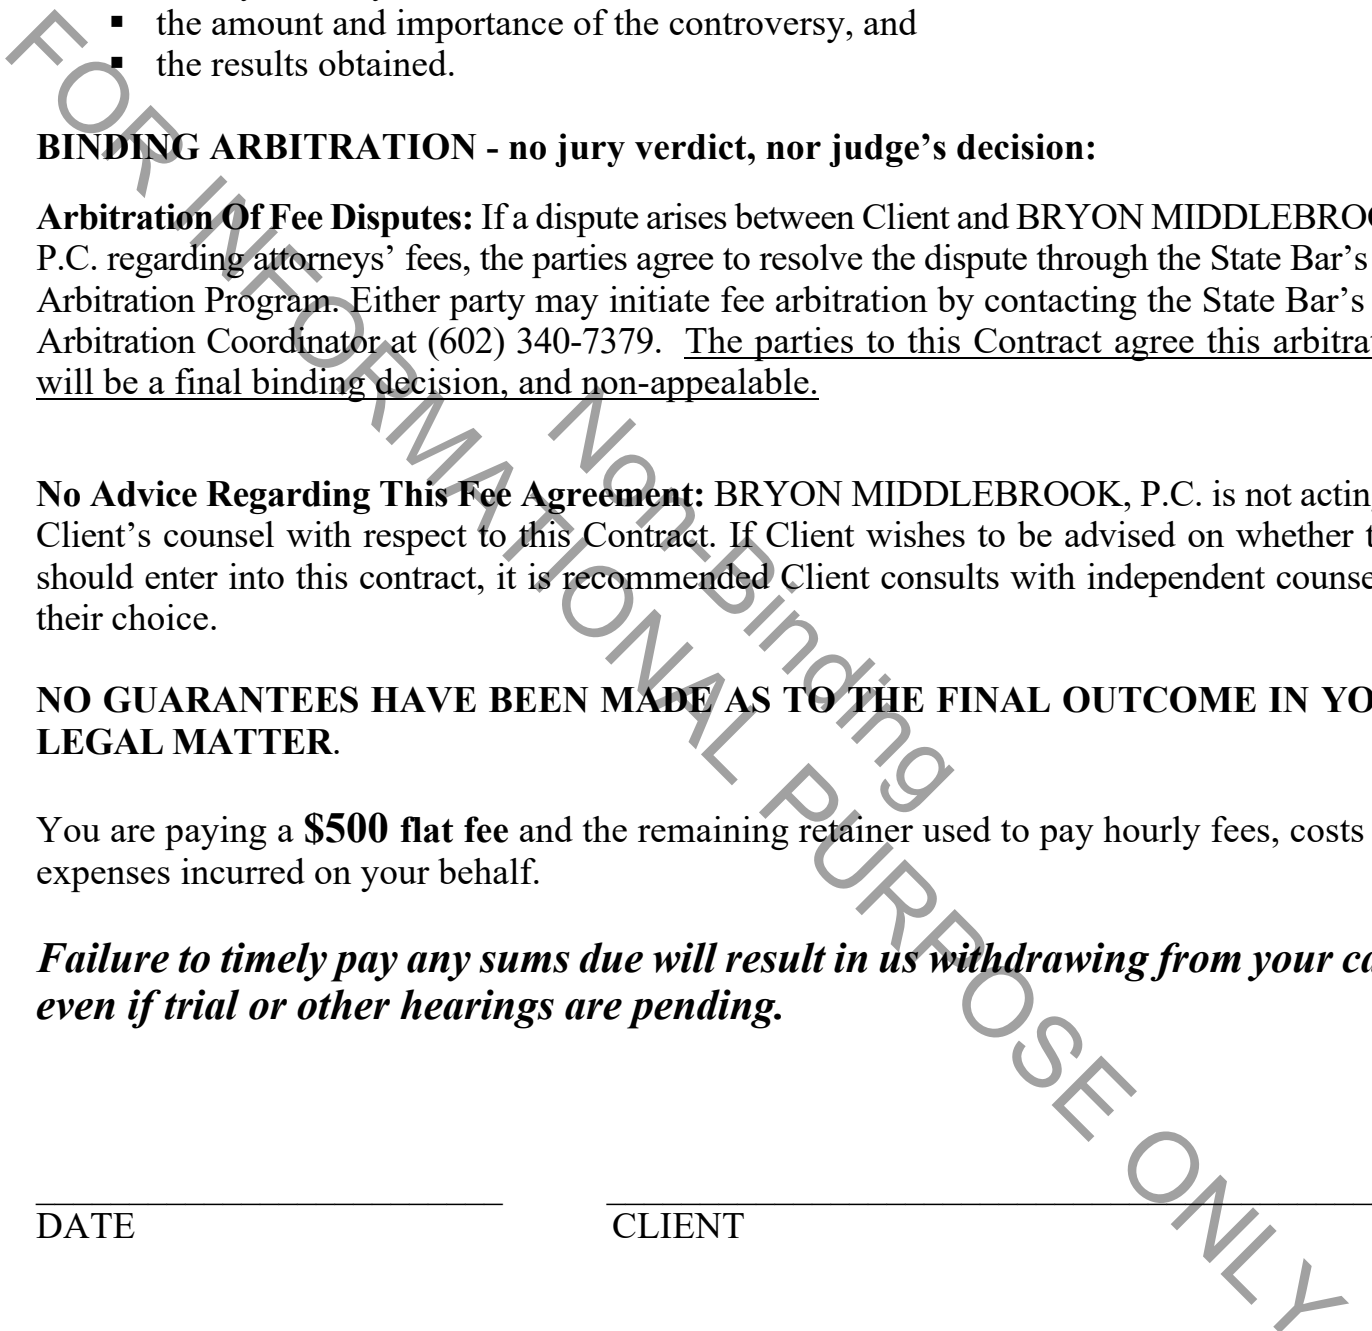 ▪ the amount and importance of the controversy, and
▪ the results obtained.
BINDING ARBITRATION - no jury verdict, nor judge’s decision:
Arbitration Of Fee Disputes: If a dispute arises between Client and BRYON MIDDLEBROO
P.C. regarding attorneys’ fees, the parties agree to resolve the dispute through the State Bar’s
Arbitration Program. Either party may initiate fee arbitration by contacting the State Bar’s
Arbitration Coordinator at (602) 340-7379. The parties to this Contract agree this arbitra
will be a final binding decision, and non-appealable.
No Advice Regarding This Fee Agreement: BRYON MIDDLEBROOK, P.C. is not actin
Client’s counsel with respect to this Contract. If Client wishes to be advised on whether t
should enter into this contract, it is recommended Client consults with independent counse
their choice.
NO GUARANTEES HAVE BEEN MADE AS TO THE FINAL OUTCOME IN YO
LEGAL MATTER.
You are paying a $500 flat fee and the remaining retainer used to pay hourly fees, costs
expenses incurred on your behalf.
Failure to timely pay any sums due will result in us withdrawing from your ca
even if trial or other hearings are pending.
DATE CLIENT
FOR INFORMATIONAL PURPOSE ONLY
Non-Binding